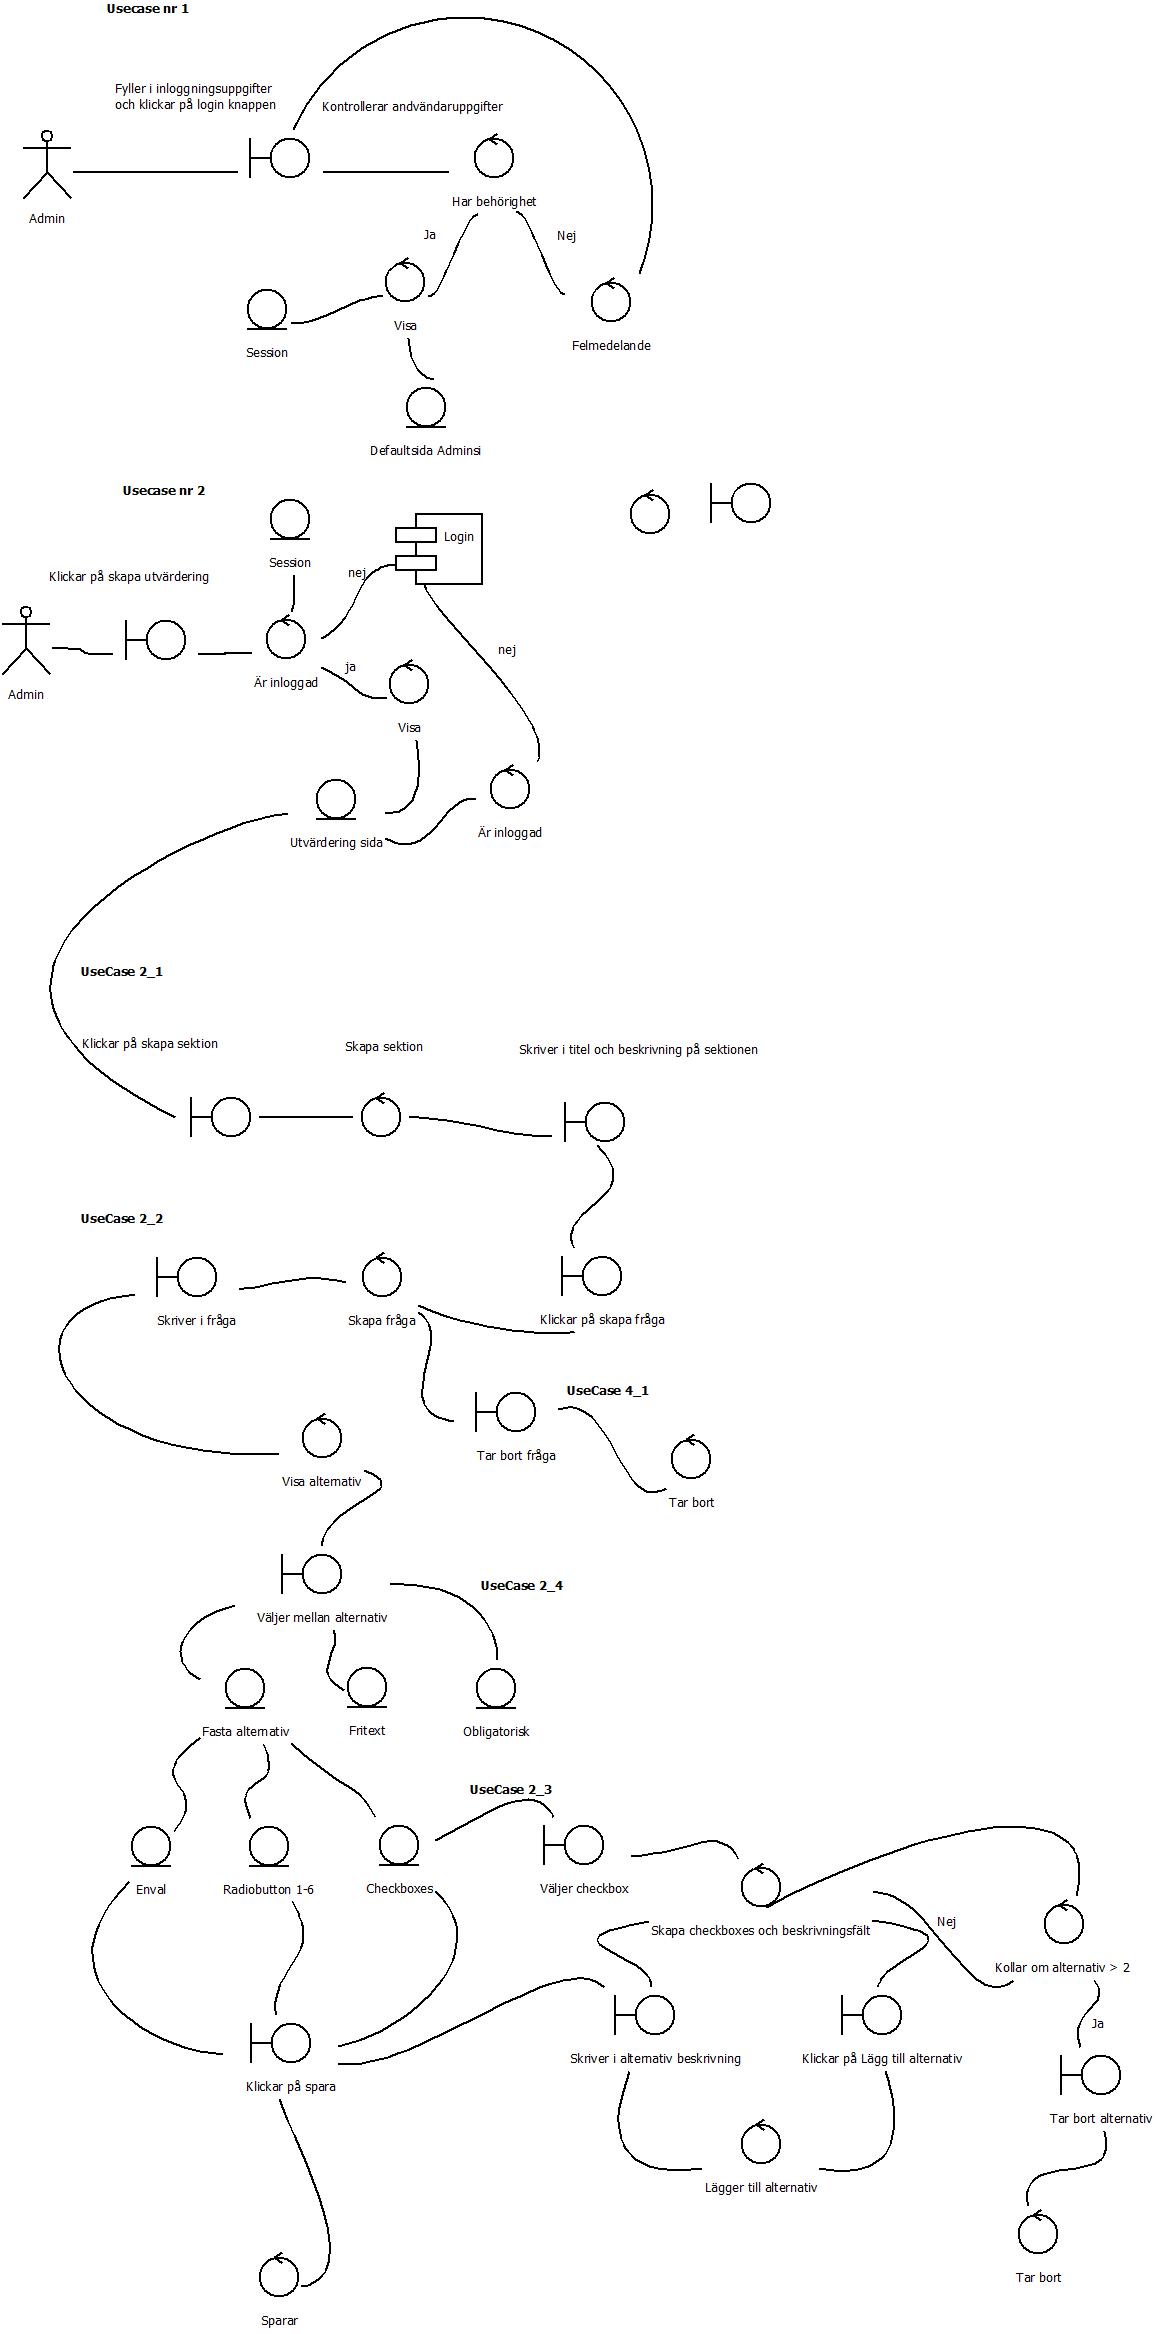 Usecase nr 1
Fyller i inloggningsuppgifter
och klickar på login knappen
Kontrollerar andvändaruppgifter
Admin
Har behörighet
Ja
Nej
Visa
Session
Felmedelande
Defaultsida Adminsi
Usecase nr 2
Login
Session
nej
Klickar på skapa utvärdering
nej
ja
Är inloggad
Admin
Visa
Är inloggad
Utvärdering sida
UseCase 2_1
Klickar på skapa sektion
Skapa sektion
Skriver i titel och beskrivning på sektionen
UseCase 2_2
Skriver i fråga
Skapa fråga
Klickar på skapa fråga
UseCase 4_1
Tar bort fråga
Visa alternativ
Tar bort
UseCase 2_4
Väljer mellan alternativ
Fasta alternativ
Fritext
Obligatorisk
UseCase 2_3
Enval
Radiobutton 1-6
Checkboxes
Väljer checkbox
Nej
Skapa checkboxes och beskrivningsfält
Kollar om alternativ > 2
Ja
Skriver i alternativ beskrivning
Klickar på Lägg till alternativ
Klickar på spara
Tar bort alternativ
Lägger till alternativ
Tar bort
Sparar